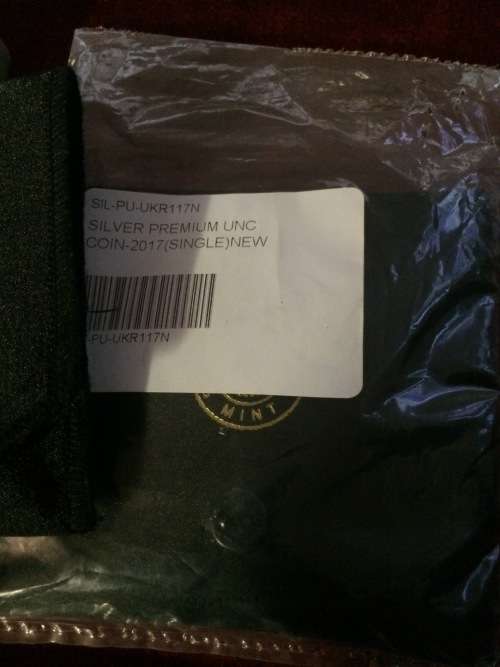 SIL-PU-UKR117N
SILVER PREMIUM UNC
COIN-2017(SINGLE)NEW
-PU-UKR117N
MINT